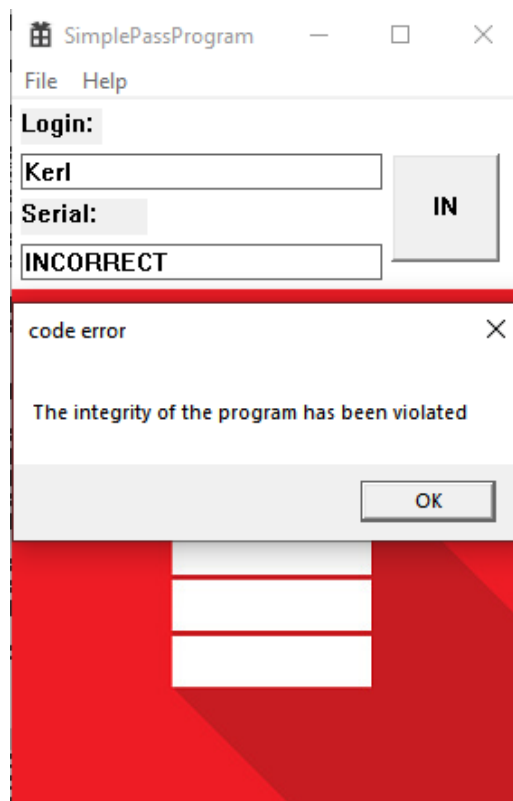 SimplePassProgram
File Help
Login:
Kerl
IN
Serial:
INCORRECT
code error
The integrity of the program has been violated
OK